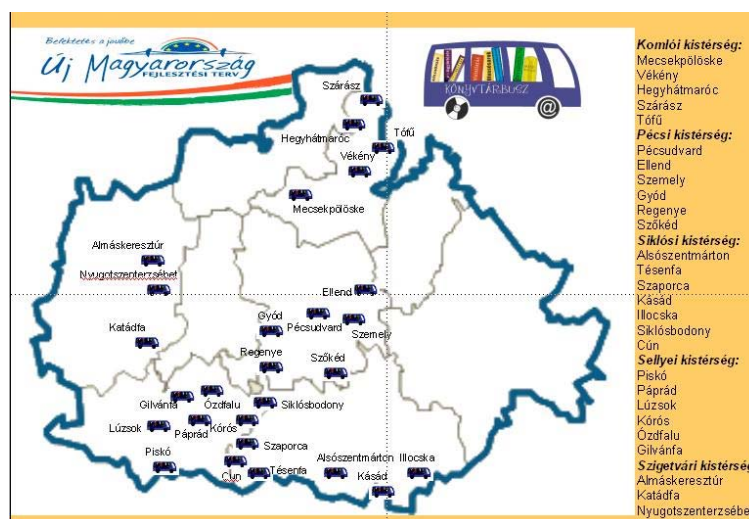 Befektetés a jövőbe
Új Magyarország
FEJLESZTÉSI TERV
KÖNYVTÁRBUSZ
@
Szárász
Hegyhátmaróc
Tófű
Vékény
Mecsekpölöske
Almáskeresztúr
Nyugotszenterzsébet
Ellend
Gyód
Pécsudvard
Szemely
Katádfa
Regenye
Szőkéd
Gilvánfa
Ózdfalu
Siklósbodony
Lúzsok
Páprád
Kórós
Szaporca
Piskó
Cún
Tésenfa
Alsószentmárton
Illocska
Kásád
Komlói kistérség:
Mecsekpölöske
Vékény
Hegyhátmaróc
Szárász
Tófű
Pécsi kistérség:
Pécsudvard
Ellend
Szemely
Gyód
Regenye
Szőkéd
Siklósi kistérség:
Alsószentmárton
Tésenfa
Szaporca
Kásád
Illocska
Siklósbodony
Cún
Sellyei kistérség:
Piskó
Páprád
Lúzsok
Kórós
Ózdfalu
Gilvánfa
Szigetvári kistérség
Almáskeresztúr
Katádfa
Nyugotszenterzsébe